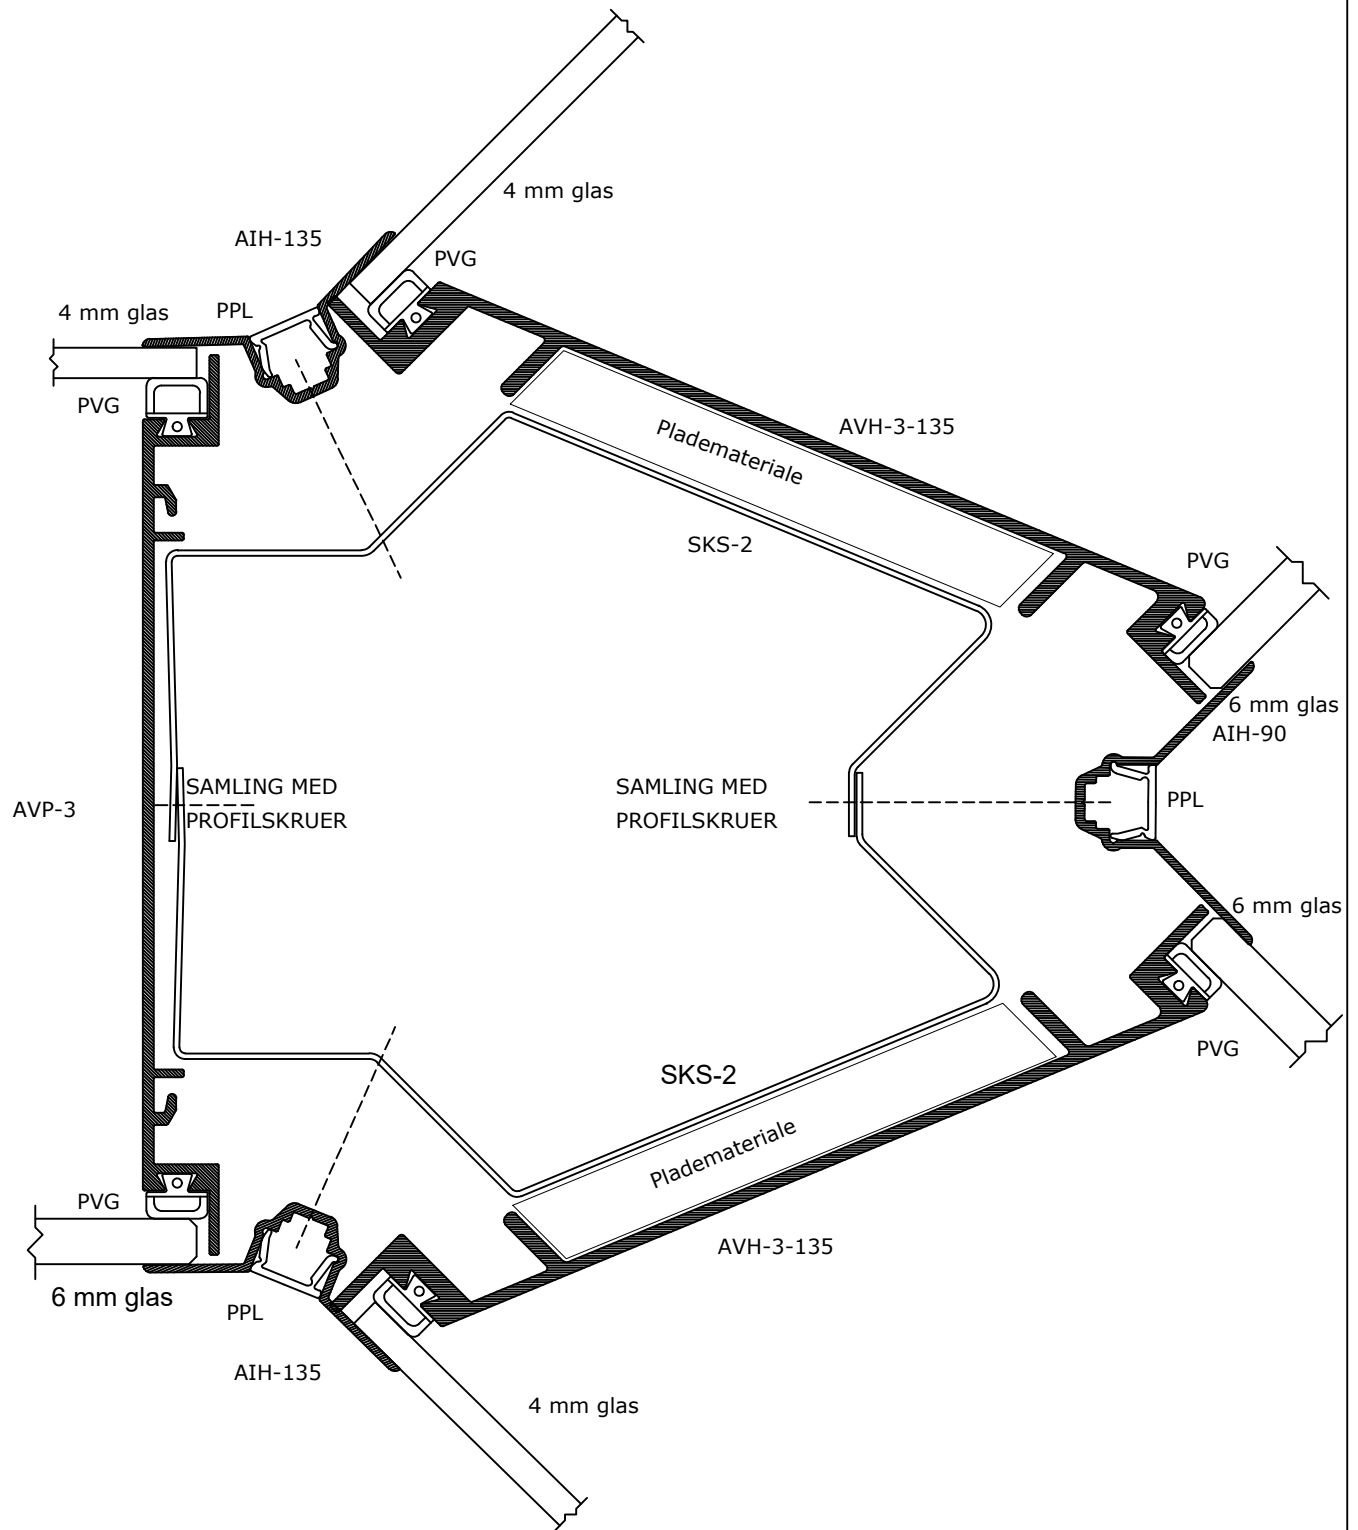 4 mm glas
AIH-135
PVG
PPL
4 mm glas
PVG
AVH-3-135
Plademateriale
SKS-2
PVG
6 mm glas
AIH-90
SAMLING MED
PROFILSKRUER
SAMLING MED
PROFILSKRUER
AVP-3
PPL
6 mm glas
PVG
SKS-2
Plademateriale
PVG
AVH-3-135
6 mm glas
PPL
AIH-135
4 mm glas